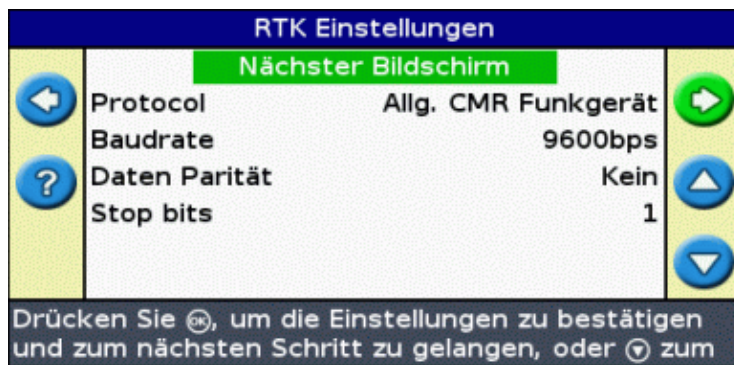 RTK Einstellungen
Nächster Bildschirm
Protocol Allg. CMR Funkgerät
Baudrate 9600bps
Daten Parität Kein
Stop bits 1
?
Drücken Sie OK, um die Einstellungen zu bestätigen
und zum nächsten Schritt zu gelangen, oder zum